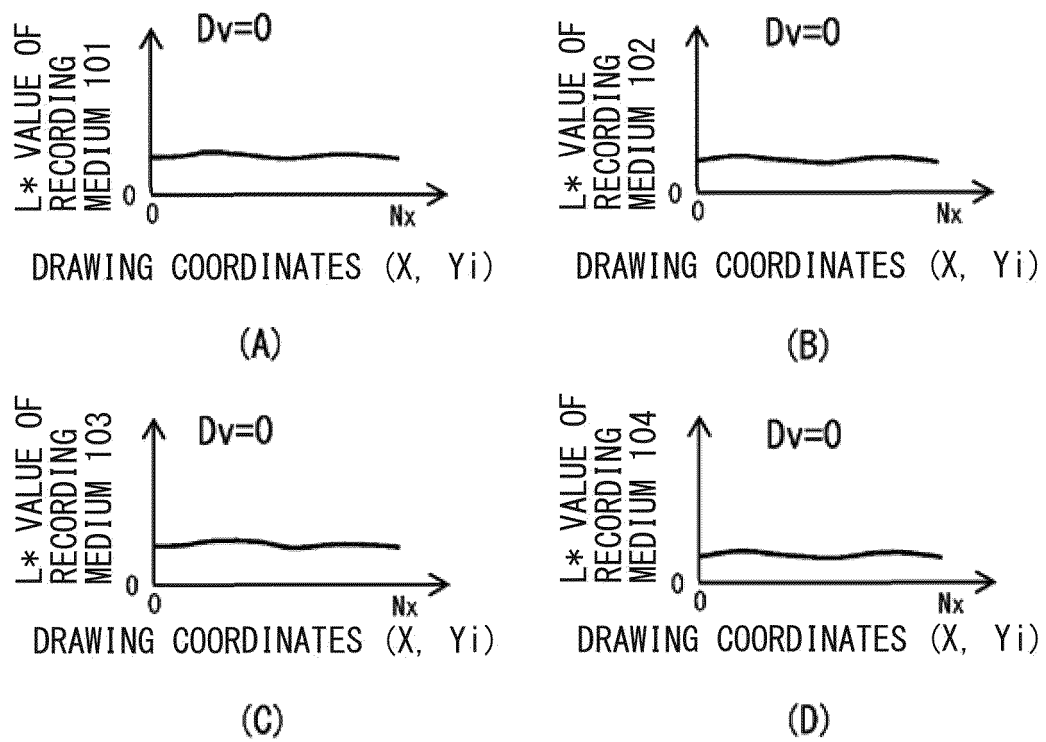 L* VALUE OF
RECORDING
MEDIUM 101
Dv=0
0
0
Nx
DRAWING COORDINATES (X, Yi)
(A)
L* VALUE OF
RECORDING
MEDIUM 102
Dv=0
0
0
Nx
DRAWING COORDINATES (X, Yi)
(B)
L* VALUE OF
RECORDING
MEDIUM 103
Dv=0
0
0
Nx
DRAWING COORDINATES (X, Yi)
(C)
L* VALUE OF
RECORDING
MEDIUM 104
Dv=0
0
0
Nx
DRAWING COORDINATES (X, Yi)
(D)